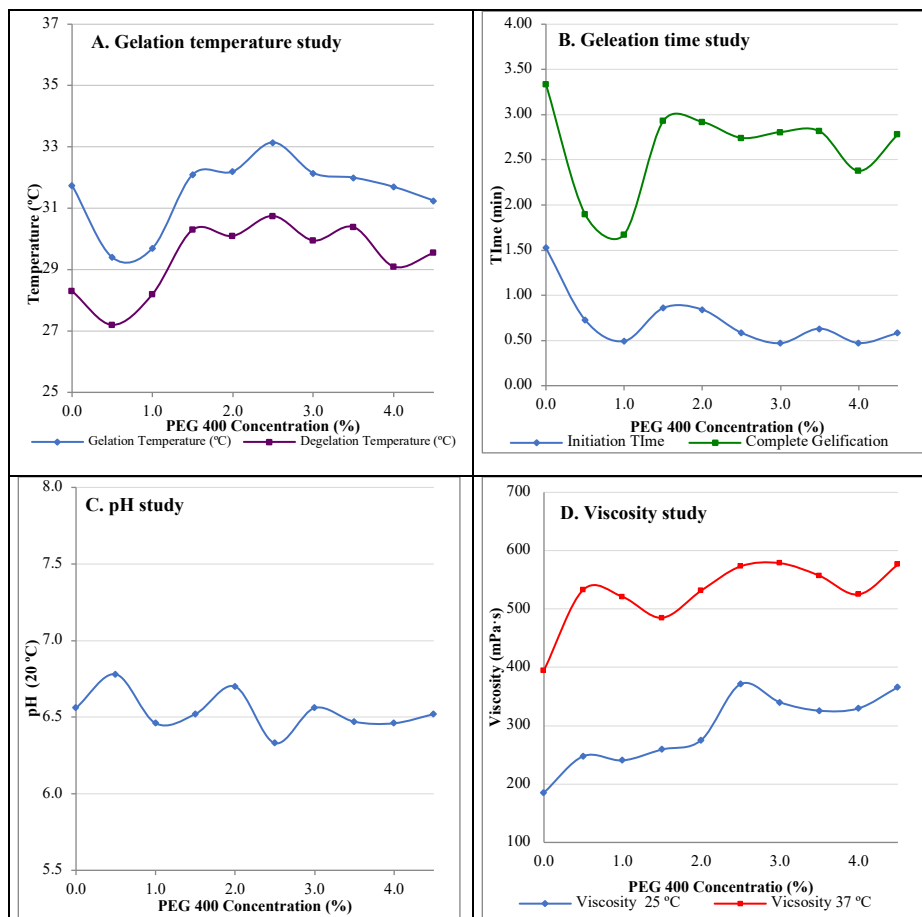 A. Gelation temperature study
Temperature (ºC)
37
35
33
31
29
27
25
0.0 1.0 2.0 3.0 4.0
PEG 400 Concentration (%)
Gelation Temperature (ºC) Degelation Temperature (ºC)
B. Geleation time study
TIme (min)
4.00
3.50
3.00
2.50
2.00
1.50
1.00
0.50
0.00
0.0 1.0 2.0 3.0 4.0
PEG 400 Concentration (%)
Initiation TIme Complete Gelification
C. pH study
pH (20 ºC)
8.0
7.5
7.0
6.5
6.0
5.5
0.0 1.0 2.0 3.0 4.0
PEG 400 Concentration (%)
D. Viscosity study
Viscosity (mPa·s)
700
600
500
400
300
200
100
0.0 1.0 2.0 3.0 4.0
PEG 400 Concentratio (%)
Viscosity 25 ºC Vicsosity 37 ºC